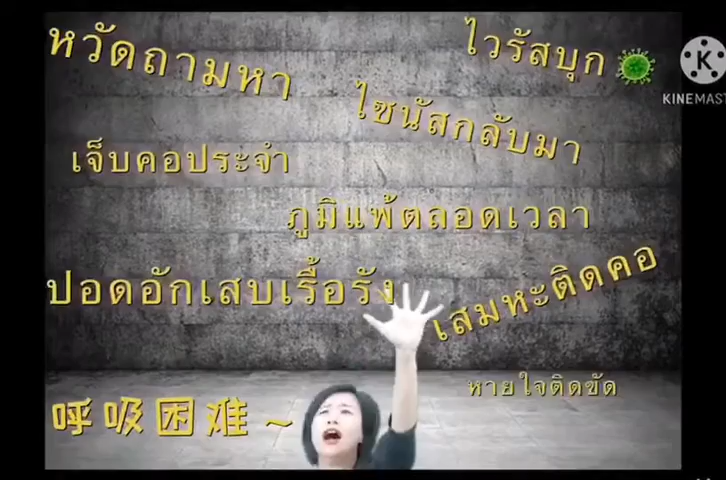 หวัดถามหา
ไวรัสบุก
KINEMAST
ไซนัสกลับมา
เจ็บคอประจำ
ภูมิแพ้ตลอดเวลา
ปอดอักเสบเรื้อรัง
เสมหะติดคอ
หายใจติดขัด
呼吸困难~